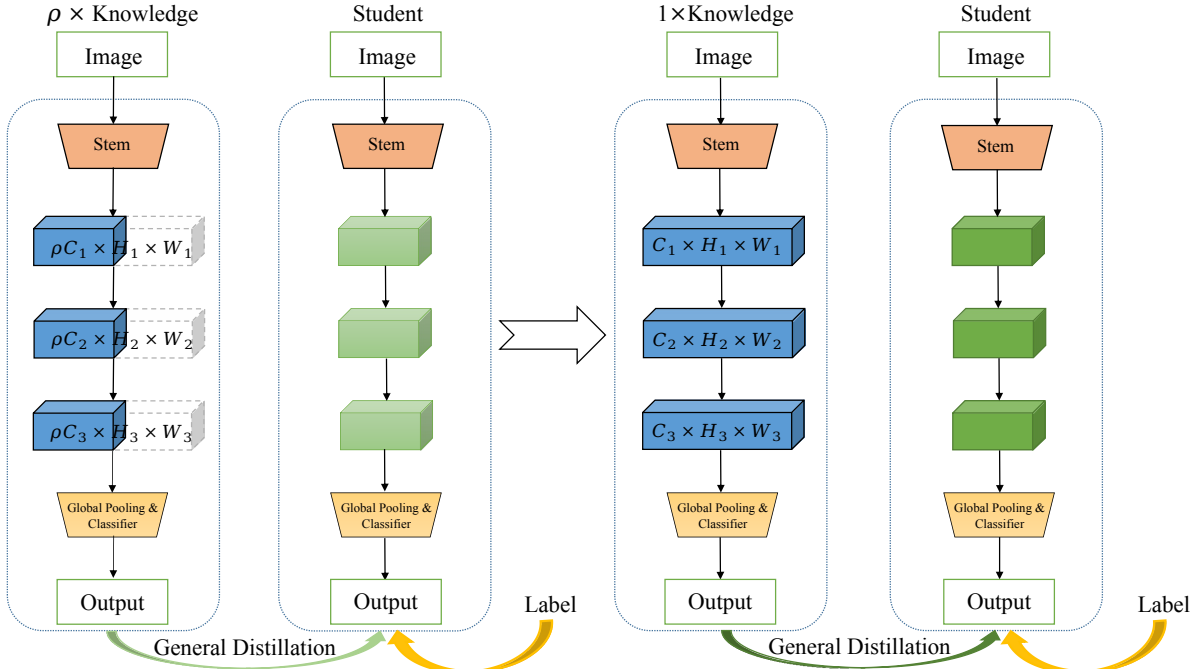 ρ × Knowledge
Image
Stem
ρC₁ × H₁ × W₁
ρC₂ × H₂ × W₂
ρC₃ × H₃ × W₃
Global Pooling &
Classifier
Output
Student
Image
Stem
Global Pooling &
Classifier
Output
General Distillation
Label
1×Knowledge
Image
Stem
C₁ × H₁ × W₁
C₂ × H₂ × W₂
C₃ × H₃ × W₃
Global Pooling &
Classifier
Output
Student
Image
Stem
Global Pooling &
Classifier
Output
General Distillation
Label